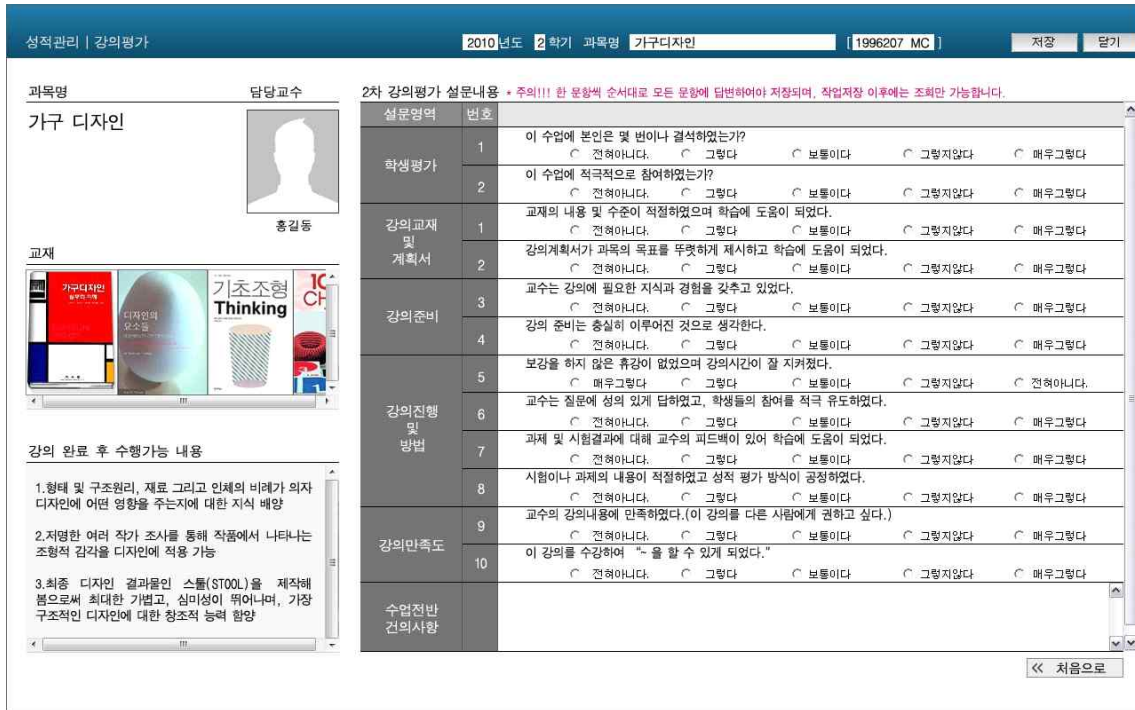 성적관리 | 강의평가
2010 년도 2 학기 과목명 가구디자인 [ 1996207 MC ] 저장 닫기
과목명 담당교수
가구 디자인
홍길동
교재
가구디자인
디자인의
요소들
기초조형
Thinking
10
CH
강의 완료 후 수행가능 내용
1.형태 및 구조원리, 재료 그리고 인체의 비례가 의자
디자인에 어떤 영향을 주는지에 대한 지식 배양
2.저명한 여러 작가 조사를 통해 작품에서 나타나는
조형적 감각을 디자인에 적용 가능
3.최종 디자인 결과물인 스툴(STOOL)을 제작해
봄으로써 최대한 가볍고, 심미성이 뛰어나며, 가장
구조적인 디자인에 대한 창조적 능력 함양
2차 강의평가 설문내용 * 주의!!! 한 문항씩 순서대로 모든 문항에 답변하여야 저장되며, 작업저장 이후에는 조회만 가능합니다.
설문영역 번호
학생평가
1 이 수업에 본인은 몇 번이나 결석하였는가?
전혀아니다. 그렇다 보통이다 그렇지않다 매우그렇다
2 이 수업에 적극적으로 참여하였는가?
전혀아니다. 그렇다 보통이다 그렇지않다 매우그렇다
강의교재
및
계획서
1 교재의 내용 및 수준이 적절하였으며 학습에 도움이 되었다.
전혀아니다. 그렇다 보통이다 그렇지않다 매우그렇다
2 강의계획서가 과목의 목표를 뚜렷하게 제시하고 학습에 도움이 되었다.
전혀아니다. 그렇다 보통이다 그렇지않다 매우그렇다
강의준비
3 교수는 강의에 필요한 지식과 경험을 갖추고 있었다.
전혀아니다. 그렇다 보통이다 그렇지않다 매우그렇다
4 강의 준비는 충실히 이루어진 것으로 생각한다.
전혀아니다. 그렇다 보통이다 그렇지않다 매우그렇다
강의진행
및
방법
5 보강을 하지 않은 휴강이 없었으며 강의시간이 잘 지켜졌다.
매우그렇다 그렇다 보통이다 그렇지않다 전혀아니다.
6 교수는 질문에 성의 있게 답하였고, 학생들의 참여를 적극 유도하였다.
전혀아니다. 그렇다 보통이다 그렇지않다 매우그렇다
7 과제 및 시험결과에 대해 교수의 피드백이 있어 학습에 도움이 되었다.
전혀아니다. 그렇다 보통이다 그렇지않다 매우그렇다
8 시험이나 과제의 내용이 적절하였고 성적 평가 방식이 공정하였다.
전혀아니다. 그렇다 보통이다 그렇지않다 매우그렇다
강의만족도
9 교수의 강의내용에 만족하였다.(이 강의를 다른 사람에게 권하고 싶다.)
전혀아니다. 그렇다 보통이다 그렇지않다 매우그렇다
10 이 강의를 수강하여 “~ 을 할 수 있게 되었다.”
전혀아니다. 그렇다 보통이다 그렇지않다 매우그렇다
수업전반
건의사항
≪ 처음으로